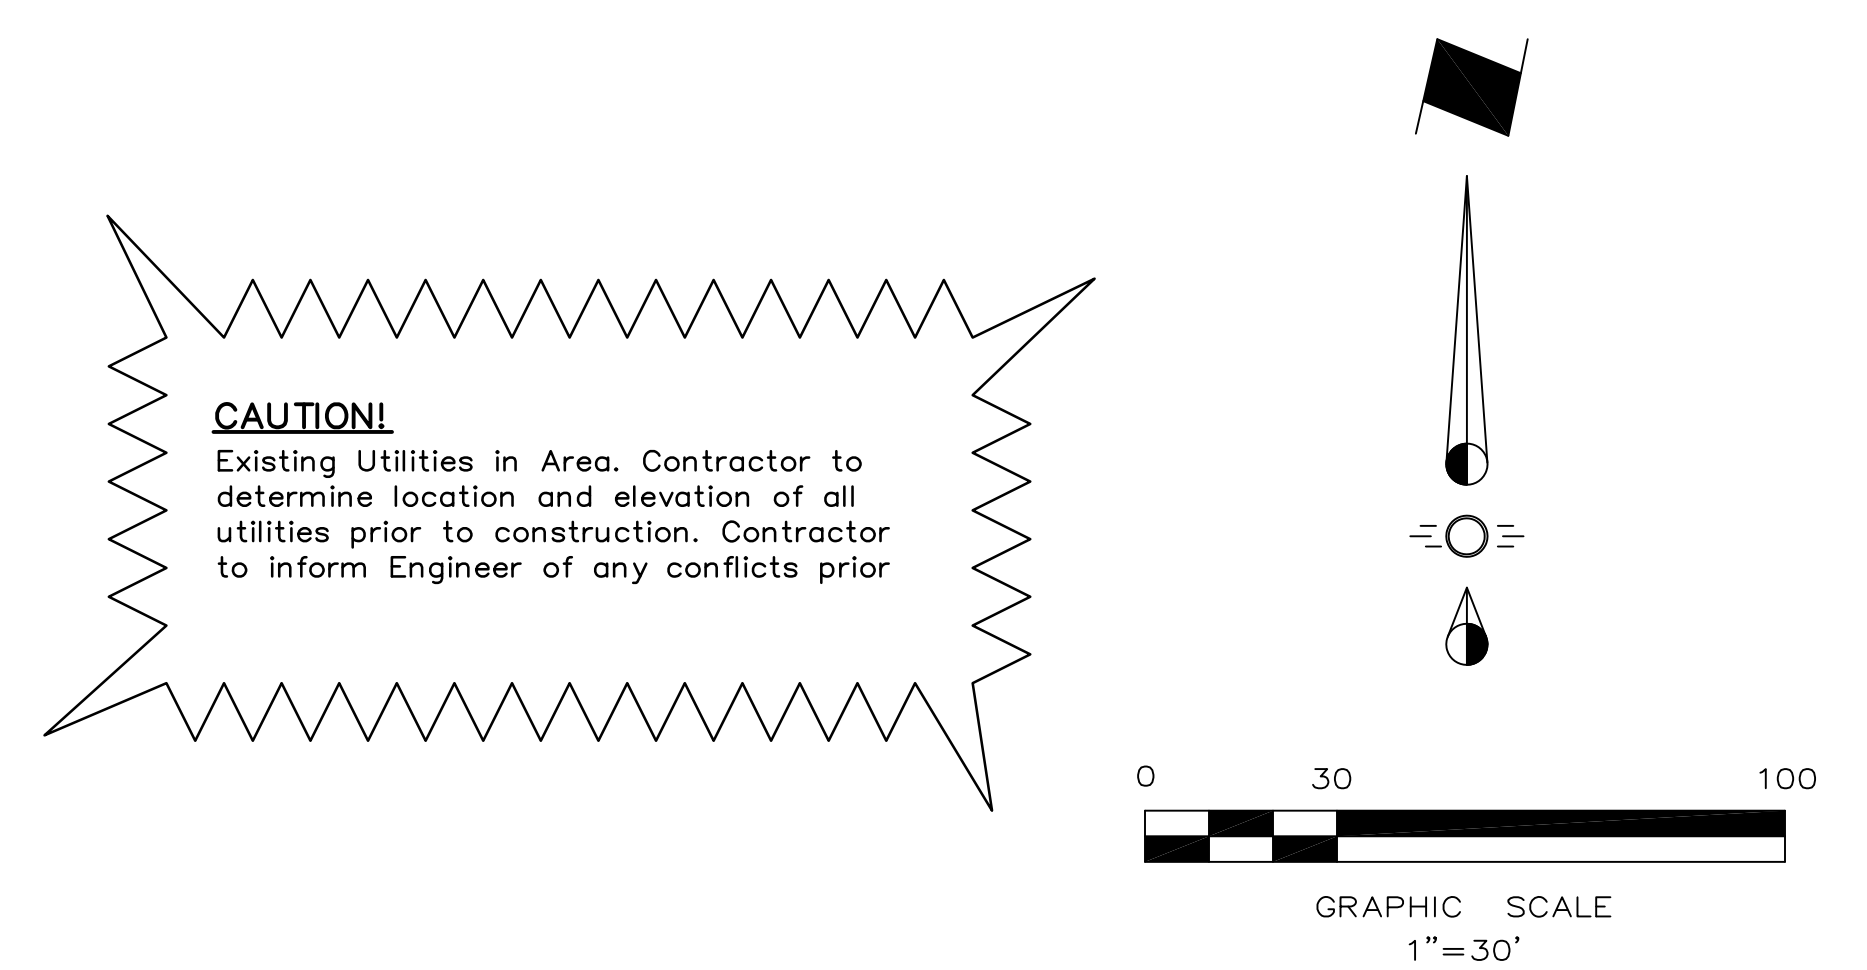 CAUTION!
Existing Utilities in Area. Contractor to
determine location and elevation of all
utilities prior to construction. Contractor
to inform Engineer of any conflicts prior
0 30 100
GRAPHIC SCALE
1”=30’